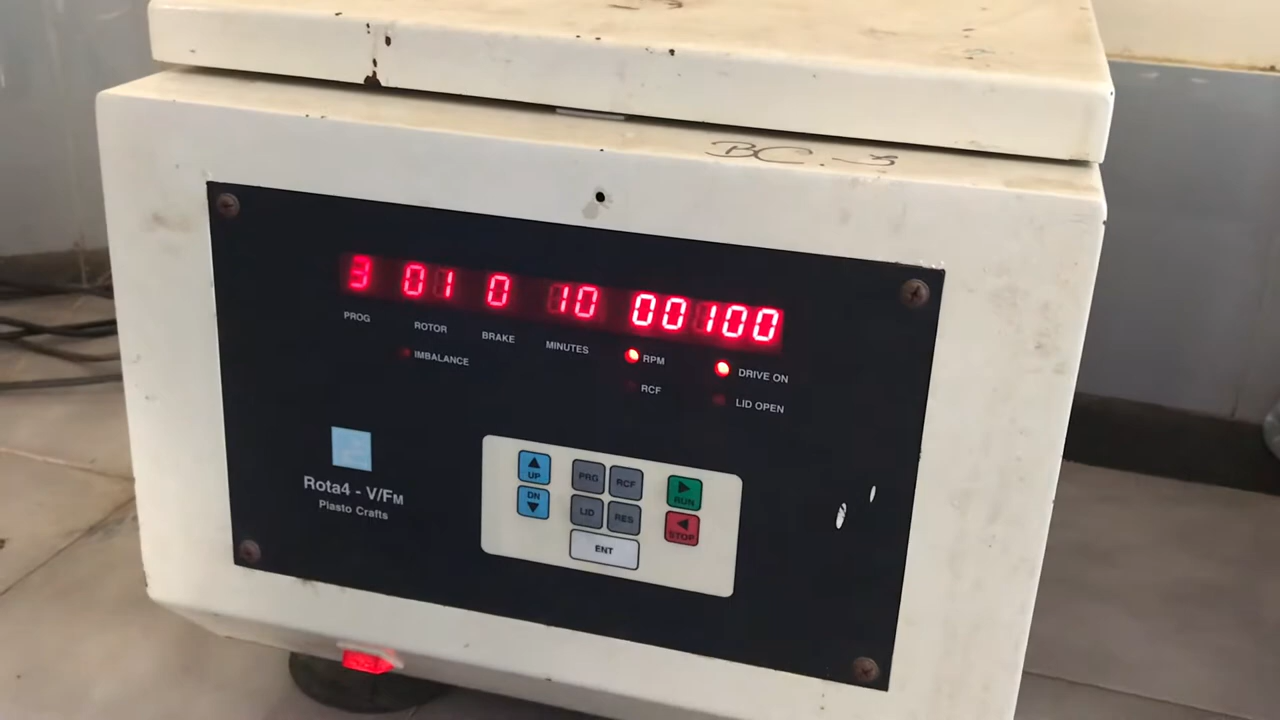 BC.
3 01 0 10 00100
PROG ROTOR BRAKE MINUTES RPM DRIVE ON
IMBALANCE RCF LID OPEN
Rota4 - V/FM
Plasto Crafts
UP PRG RCF RUN
DN LID RES STOP
ENT